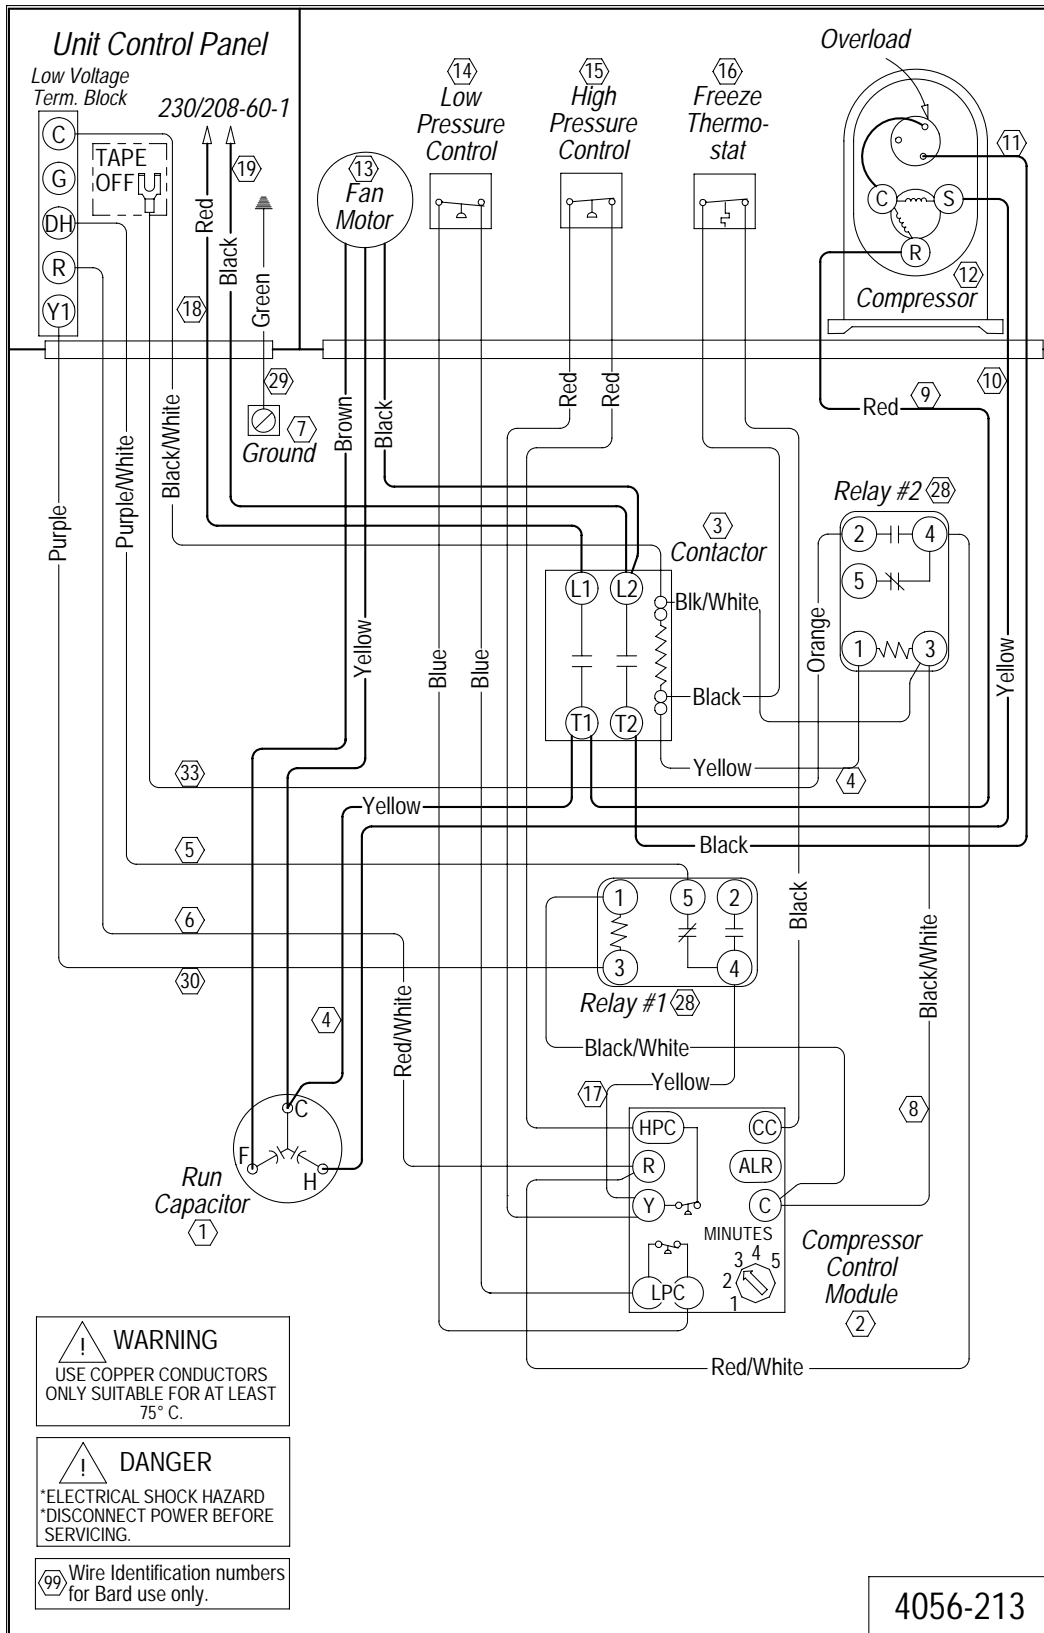 Unit Control Panel
Low Voltage
Term. Block
230/208-60-1
C
G
DH
R
Y1
TAPE
OFF
19
Red
Black
Green
18
29
7
Ground
13
Fan
Motor
14
Low
Pressure
Control
15
High
Pressure
Control
16
Freeze
Thermo-
stat
Overload
11
C
S
R
12
Compressor
Red
Red
10
9
Red
Brown
Black
Black/White
Purple/White
Purple
Relay #2
28
2
4
5
1
3
3
Contactor
L1
L2
Blk/White
Black
T1
T2
Yellow
4
Orange
Yellow
Yellow
Blue
Blue
33
Yellow
5
Black
6
30
1
5
2
3
4
Relay #1
28
Black
Black/White
4
Red/White
Black/White
17
Yellow
8
C
F
H
Run
Capacitor
1
HPC
CC
R
ALR
Y
C
MINUTES
1
2
3
4
5
LPC
Compressor
Control
Module
2
Red/White
! WARNING
USE COPPER CONDUCTORS
ONLY SUITABLE FOR AT LEAST
75° C.
! DANGER
*ELECTRICAL SHOCK HAZARD
*DISCONNECT POWER BEFORE
SERVICING.
99 Wire Identification numbers
for Bard use only.
4056-213